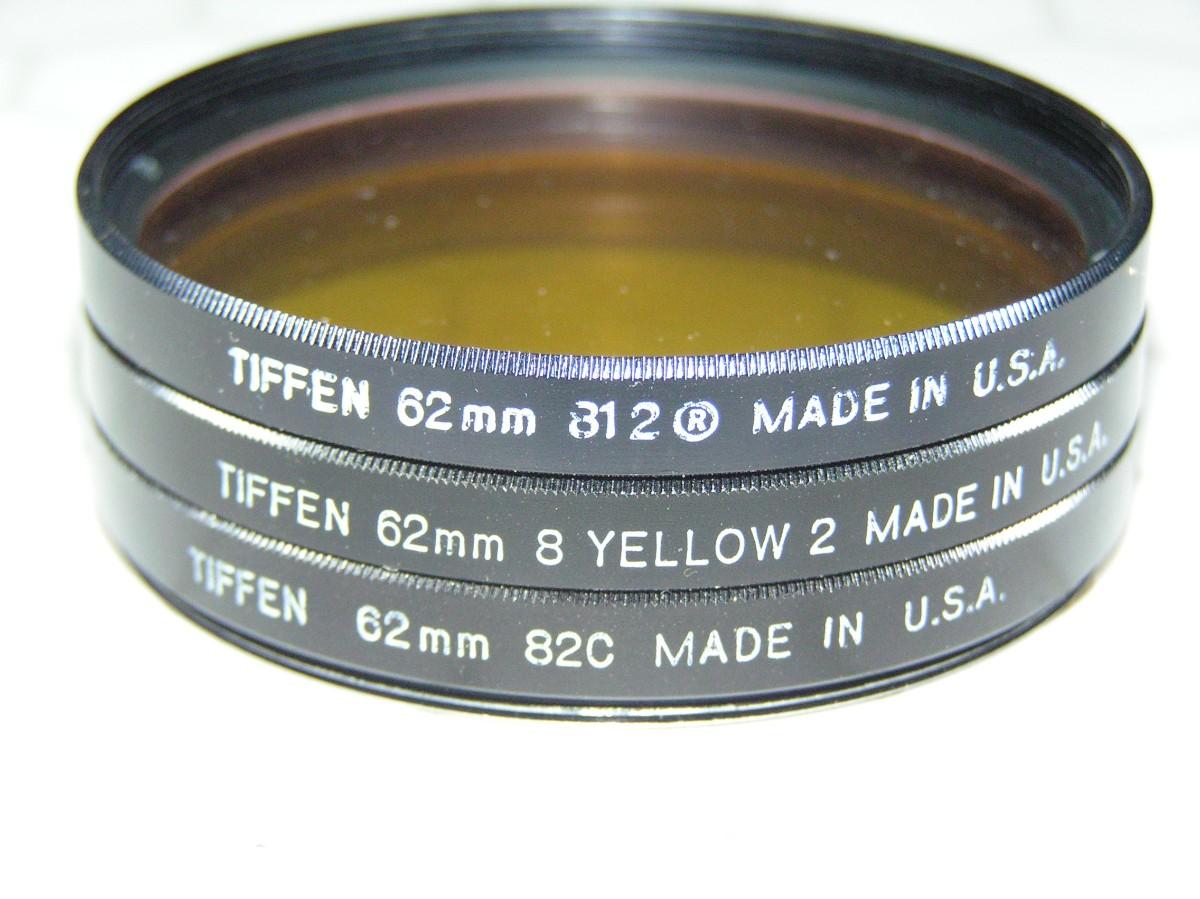 TIFFEN 62mm 812® MADE IN U.S.A.
TIFFEN 62mm 8 YELLOW 2 MADE IN U.S.A.
TIFFEN 62mm 82C MADE IN U.S.A.